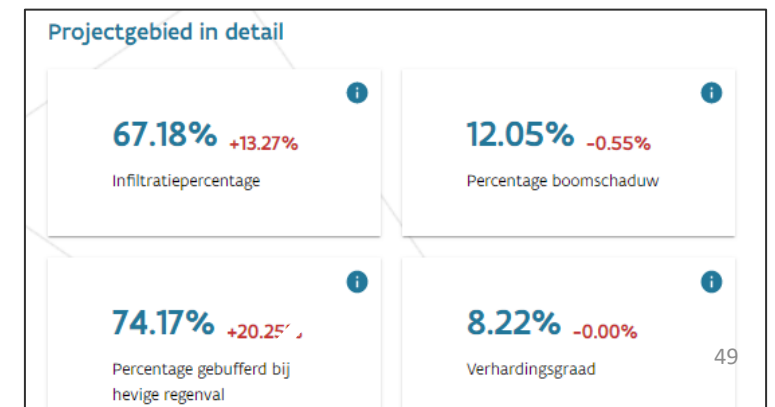 Projectgebied in detail
67.18% +13.27%
Infiltratiepercentage
12.05% -0.55%
Percentage boomschaduw
74.17%
Percentage gebufferd bij
hevige regenval
8.22% -0.00%
Verhardingsgraad
49